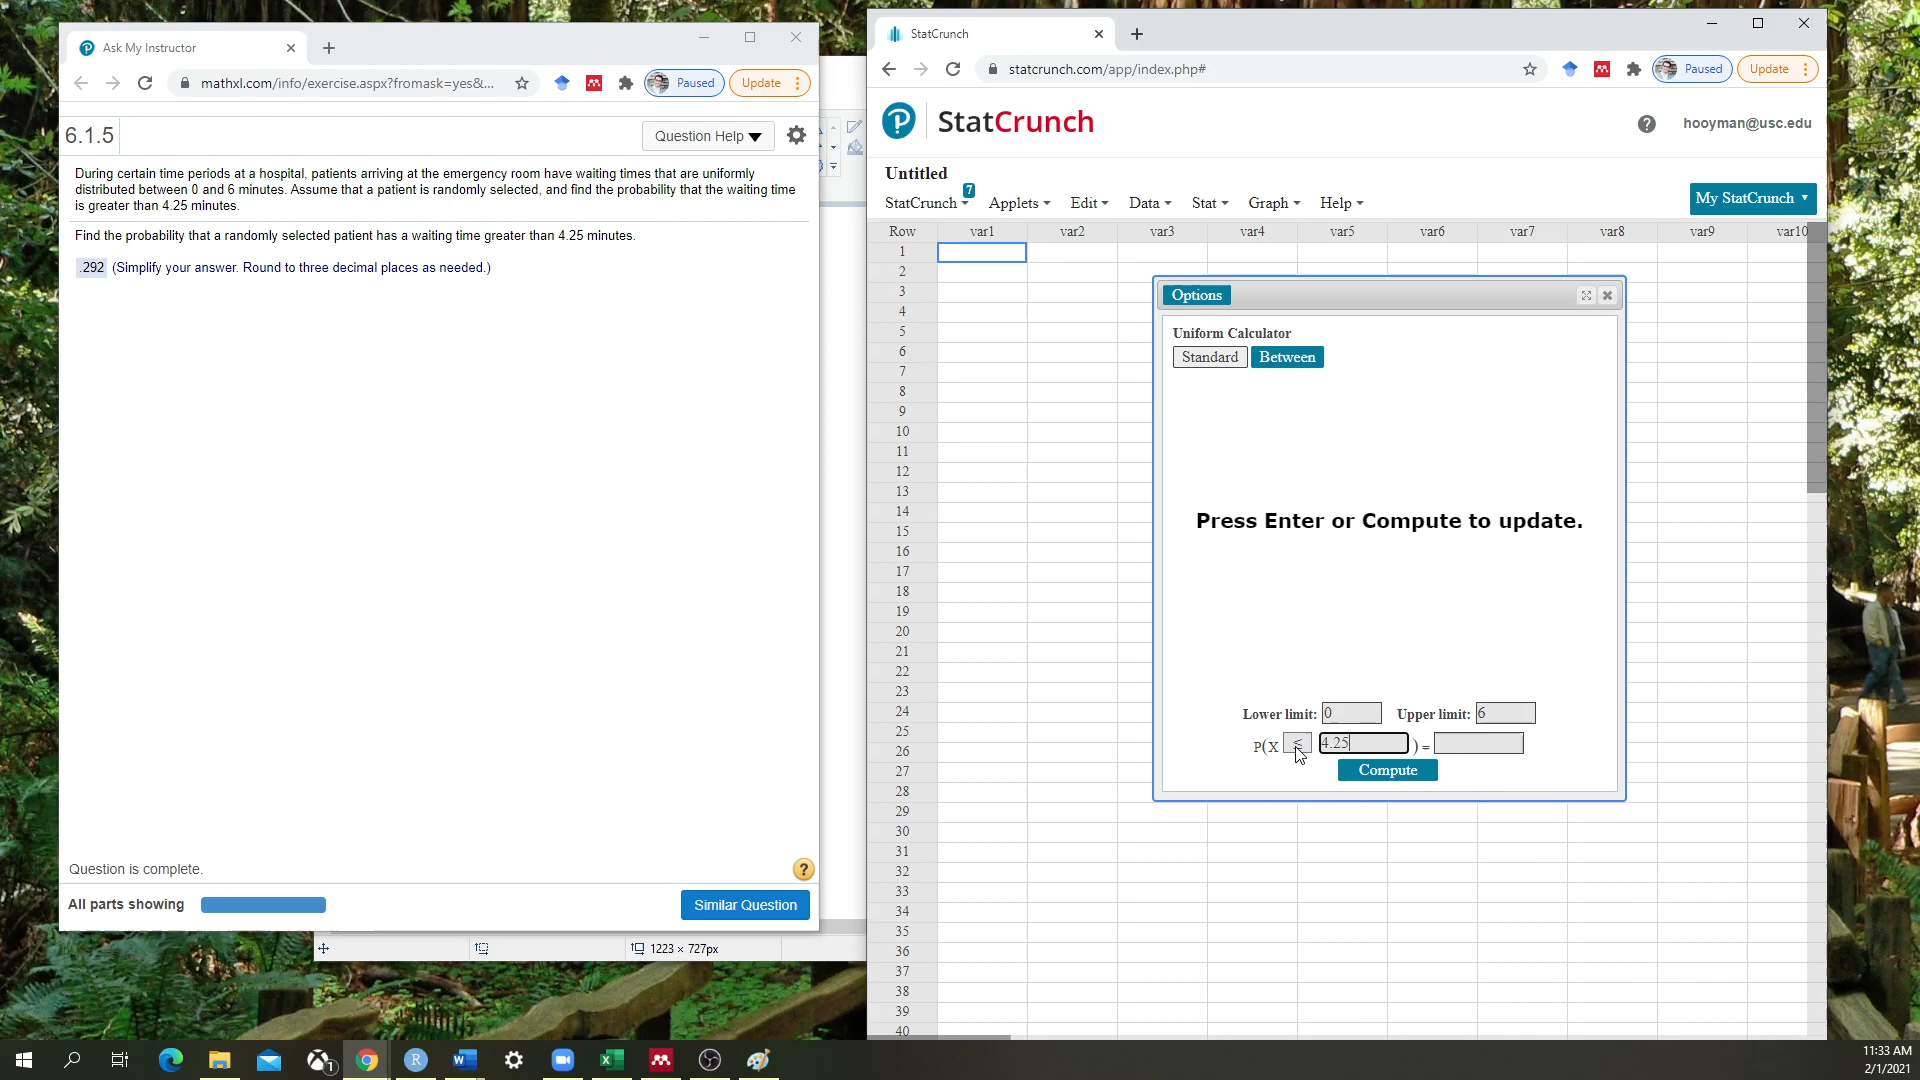 Ask My Instructor
mathxl.com/info/exercise.aspx?fromask=yes&...
Paused
Update
6.1.5
Question Help
During certain time periods at a hospital, patients arriving at the emergency room have waiting times that are uniformly
distributed between 0 and 6 minutes. Assume that a patient is randomly selected, and find the probability that the waiting time
is greater than 4.25 minutes.
Find the probability that a randomly selected patient has a waiting time greater than 4.25 minutes.
.292 (Simplify your answer. Round to three decimal places as needed.)
Question is complete.
?
All parts showing
Similar Question
1223 × 727px
StatCrunch
statcrunch.com/app/index.php#
Paused
Update
P StatCrunch
? hooyman@usc.edu
Untitled
7
StatCrunch Applets Edit Data Stat Graph Help
My StatCrunch
Row var1 var2 var3 var4 var5 var6 var7 var8 var9 var10
1
2
3
4
5
6
7
8
9
10
11
12
13
14
15
16
17
18
19
20
21
22
23
24
25
26
27
28
29
30
31
32
33
34
35
36
37
38
39
40
Options
Uniform Calculator
Standard Between
Press Enter or Compute to update.
Lower limit: 0 Upper limit: 6
P(X ≤ 4.25 ) =
Compute
11:33 AM
2/1/2021